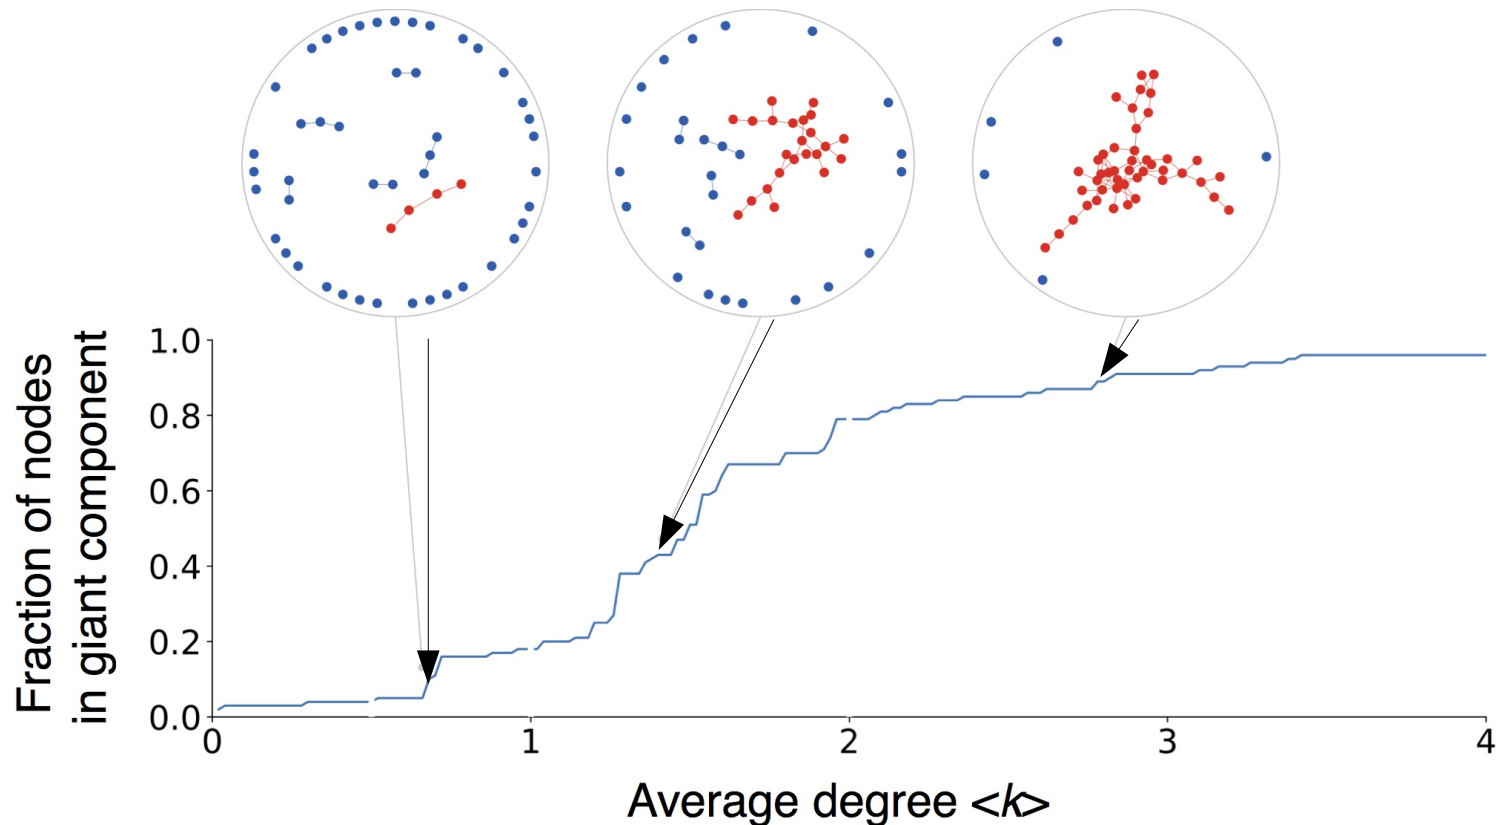 Fraction of nodes
in giant component
1.0
0.8
0.6
0.4
0.2
0.0
0 1 2 3 4
Average degree <k>